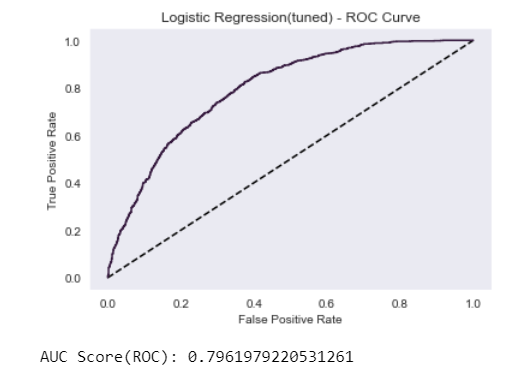 Logistic Regression(tuned) - ROC Curve
1.0
0.8
0.6
0.4
0.2
0.0
True Positive Rate
0.0 0.2 0.4 0.6 0.8 1.0
False Positive Rate
AUC Score(ROC): 0.7961979220531261